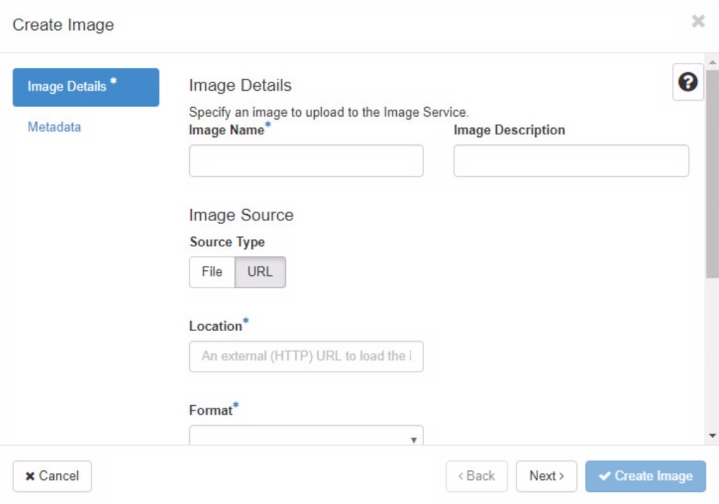 Create Image
×
Image Details *
Metadata
Image Details
?
Specify an image to upload to the Image Service.
Image Name* Image Description
Image Source
Source Type
File URL
Location*
An external (HTTP) URL to load the i
Format*
× Cancel < Back Next > ✔ Create Image